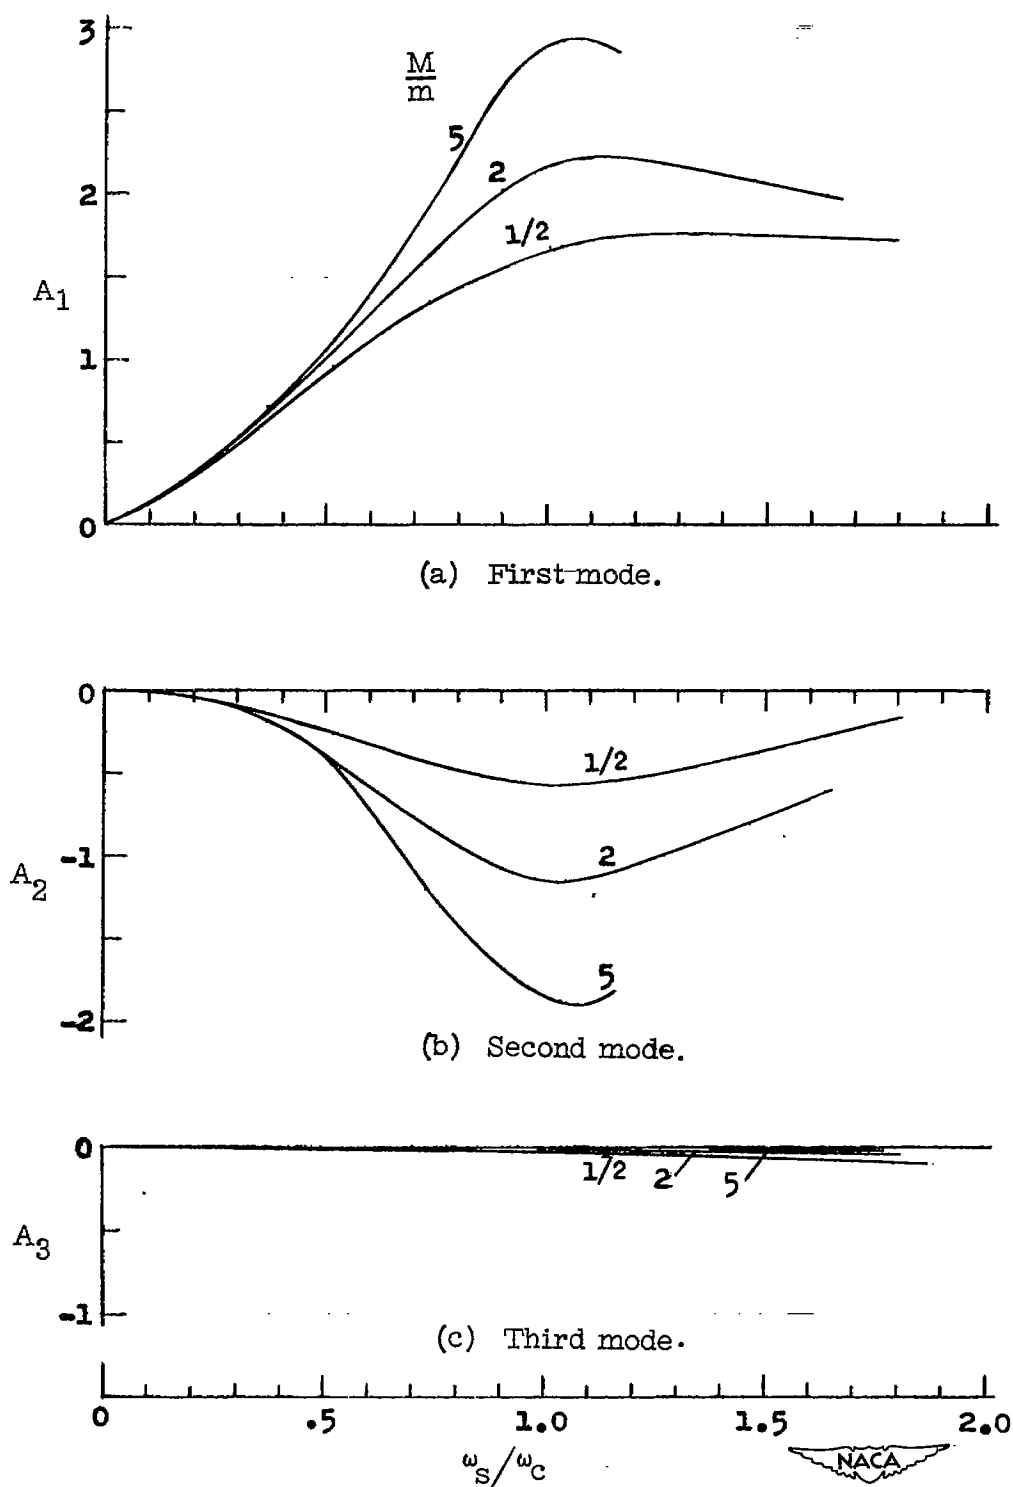 3
M
m
5
2
2
1/2
A1
1
0
(a) First mode.
0
1/2
-1
2
A2
5
-2
(b) Second mode.
0
1/2 2 5
A3
-1
(c) Third mode.
0 .5 1.0 1.5 2.0
ωs/ωc
NACA